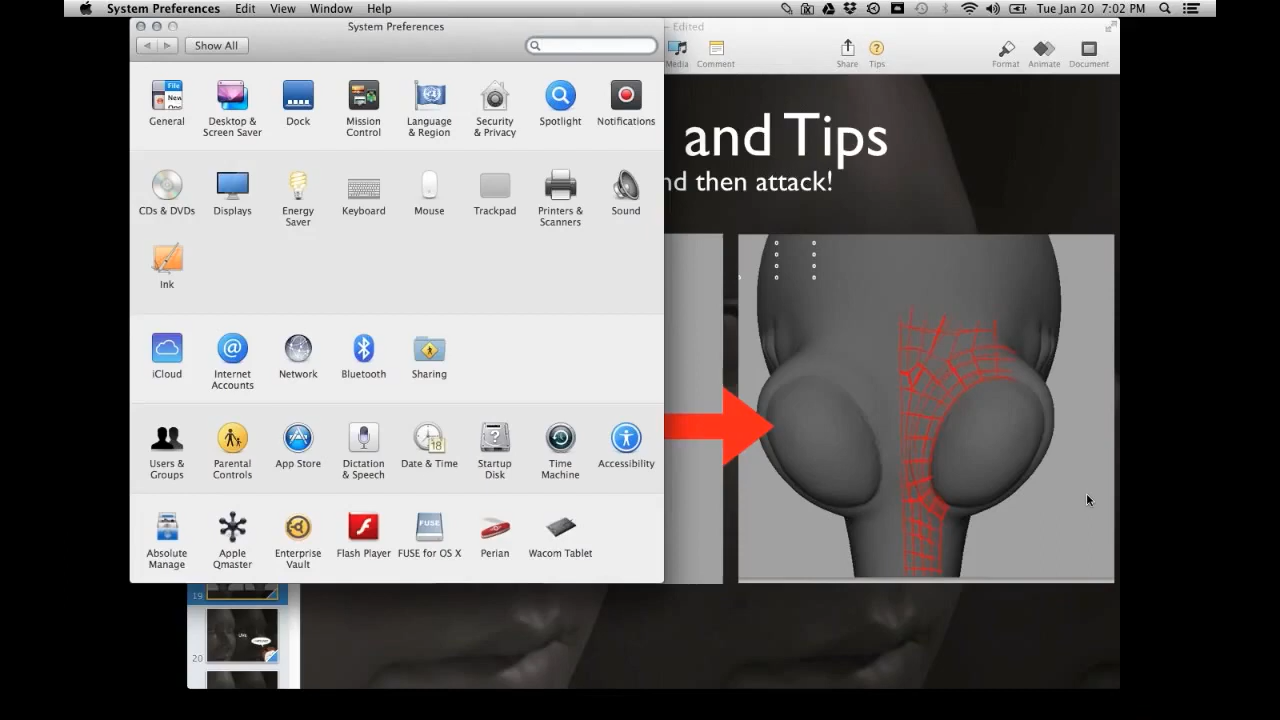 System Preferences Edit View Window Help
Tue Jan 20 7:02 PM
System Preferences
Edited
Show All
Media Comment Share Tips Format Animate Document
File
New
General
Desktop &
Screen Saver
Dock
Mission
Control
Language
& Region
Security
& Privacy
Spotlight
Notifications
and Tips
nd then attack!
CDs & DVDs
Displays
Energy
Saver
Keyboard
Mouse
Trackpad
Printers &
Scanners
Sound
Ink
iCloud
Internet
Accounts
Network
Bluetooth
Sharing
Users &
Groups
Parental
Controls
App Store
Dictation
& Speech
18
Date & Time
Startup
Disk
Time
Machine
Accessibility
Absolute
Manage
Apple
Qmaster
Enterprise
Vault
Flash Player
FUSE
FUSE for OS X
Perian
Wacom Tablet
19
20